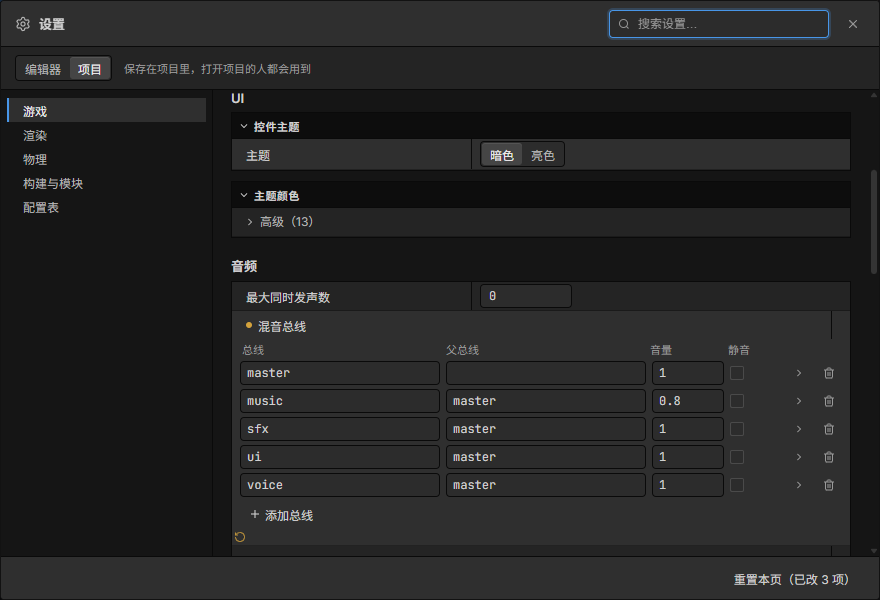 设置
搜索设置...
编辑器 项目 保存在项目里，打开项目的人都会用到
游戏
渲染
物理
构建与模块
配置表
UI
控件主题
主题 暗色 亮色
主题颜色
高级（13）
音频
最大同时发声数 0
混音总线
总线 父总线 音量 静音
master 1
music master 0.8
sfx master 1
ui master 1
voice master 1
+ 添加总线
重置本页（已改 3 项）